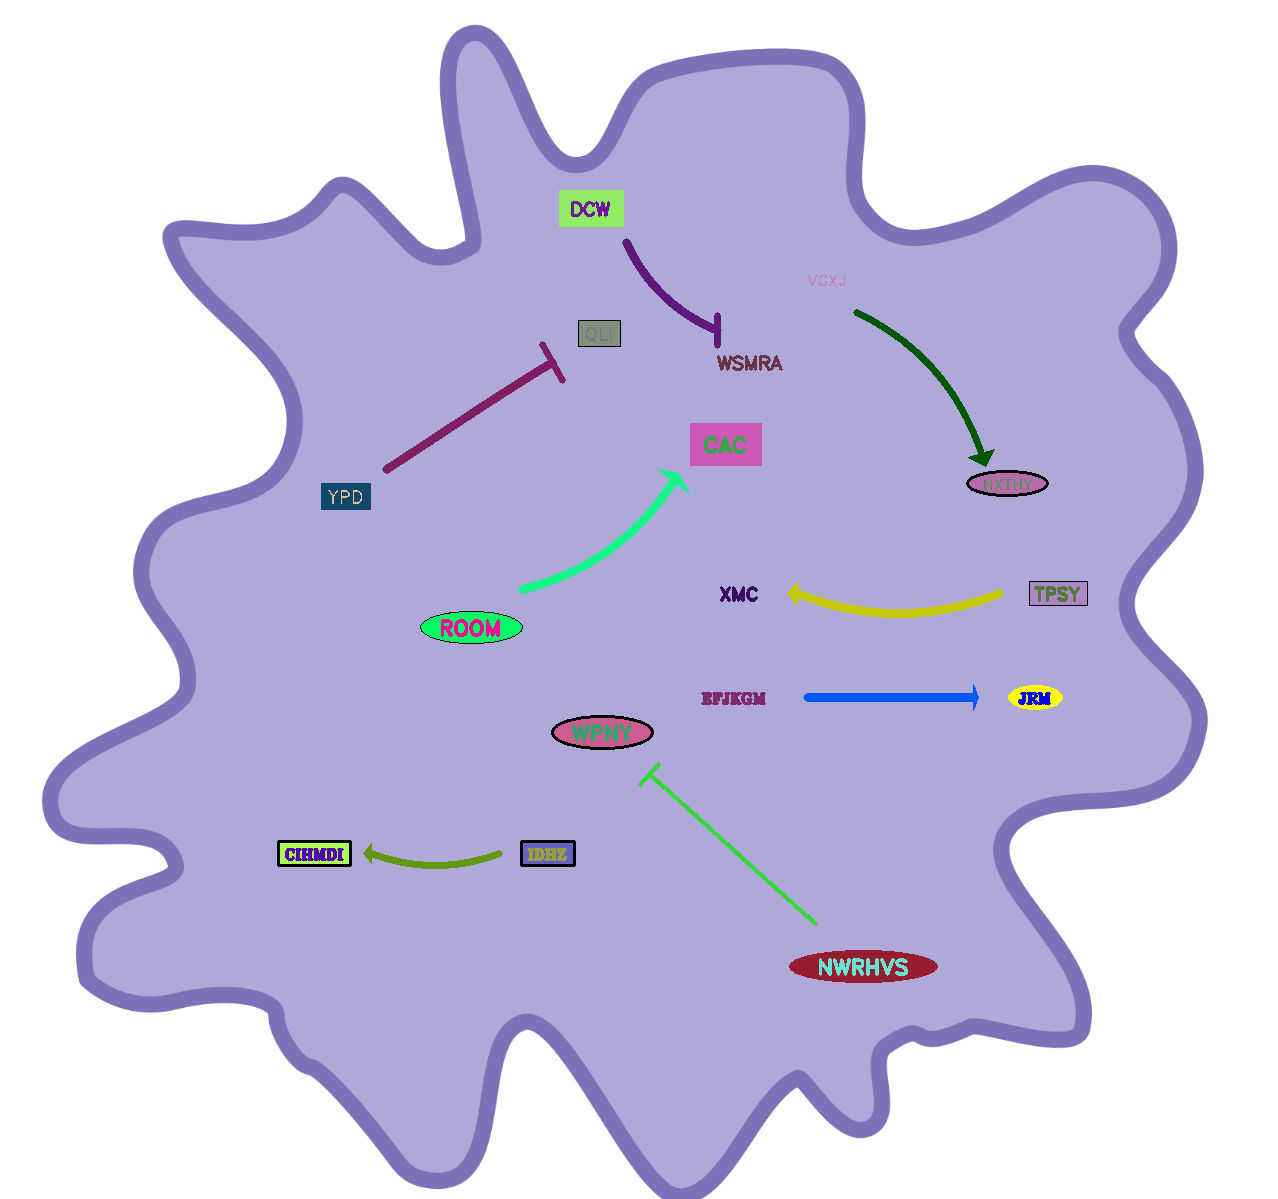 DCW
VGXJ
QLI
WSMRA
CAC
NXTHY
YPD
XMC
TPSY
ROOM
EFJKGM
JRM
WPNY
CIHMDI
IDHZ
NWRHVS